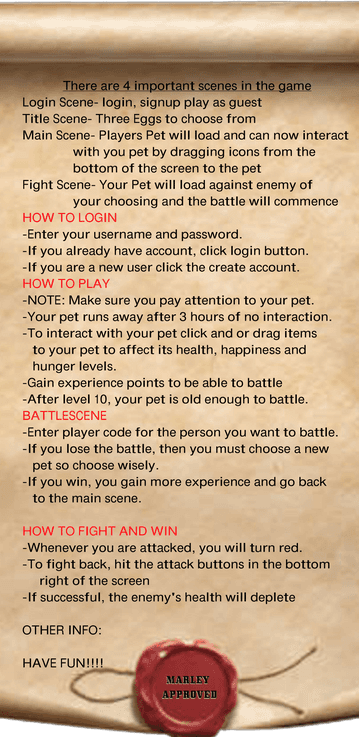 There are 4 important scenes in the game
Login Scene- login, signup play as guest
Title Scene- Three Eggs to choose from
Main Scene- Players Pet will load and can now interact
with you pet by dragging icons from the
bottom of the screen to the pet
Fight Scene- Your Pet will load against enemy of
your choosing and the battle will commence
HOW TO LOGIN
-Enter your username and password.
-If you already have account, click login button.
-If you are a new user click the create account.
HOW TO PLAY
-NOTE: Make sure you pay attention to your pet.
-Your pet runs away after 3 hours of no interaction.
-To interact with your pet click and or drag items
to your pet to affect its health, happiness and
hunger levels.
-Gain experience points to be able to battle
-After level 10, your pet is old enough to battle.
BATTLESCENE
-Enter player code for the person you want to battle.
-If you lose the battle, then you must choose a new
pet so choose wisely.
-If you win, you gain more experience and go back
to the main scene.
HOW TO FIGHT AND WIN
-Whenever you are attacked, you will turn red.
-To fight back, hit the attack buttons in the bottom
right of the screen
-If successful, the enemy's health will deplete
OTHER INFO:
HAVE FUN!!!!
MARLEY
APPROVED